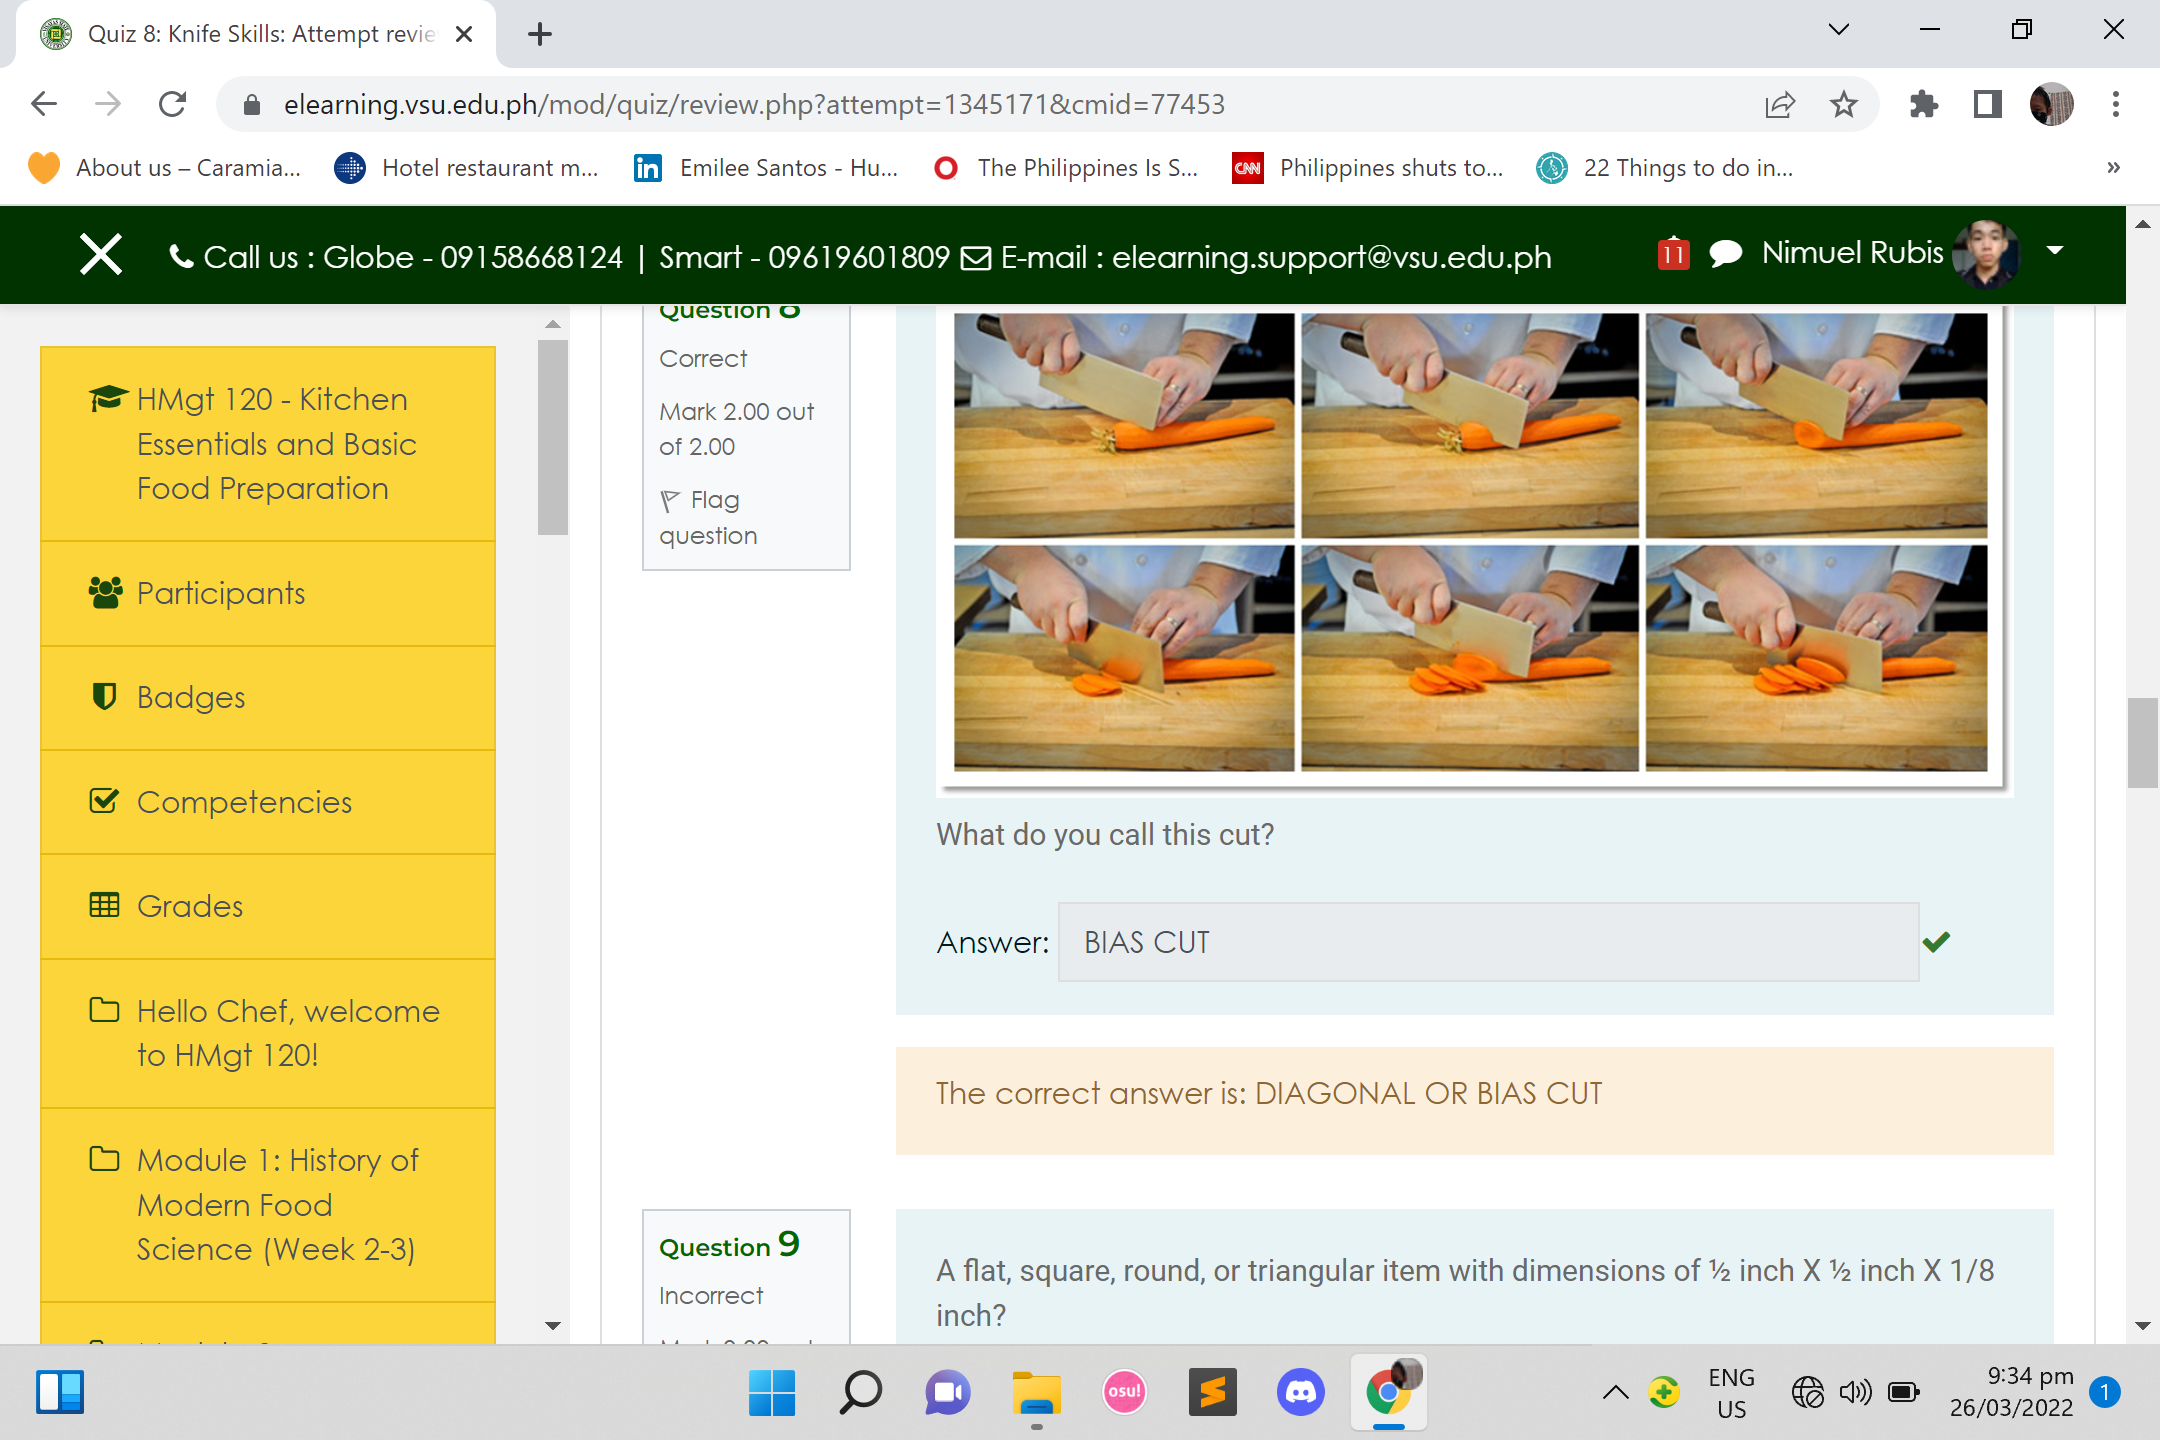 Quiz 8: Knife Skills: Attempt revie
elearning.vsu.edu.ph/mod/quiz/review.php?attempt=1345171&cmid=77453
About us – Caramia...
Hotel restaurant m...
in
Emilee Santos - Hu...
The Philippines Is S...
CNN
Philippines shuts to...
22 Things to do in...
»
Call us : Globe - 09158668124 | Smart - 09619601809 E-mail : elearning.support@vsu.edu.ph
11
Nimuel Rubis
HMgt 120 - Kitchen
Essentials and Basic
Food Preparation
Participants
Badges
Competencies
Grades
Hello Chef, welcome
to HMgt 120!
Module 1: History of
Modern Food
Science (Week 2-3)
Question 8
Correct
Mark 2.00 out
of 2.00
Flag
question
What do you call this cut?
Answer: BIAS CUT
The correct answer is: DIAGONAL OR BIAS CUT
Question 9
Incorrect
A flat, square, round, or triangular item with dimensions of ½ inch X ½ inch X 1/8
inch?
osu!
ENG
US
9:34 pm
26/03/2022
1